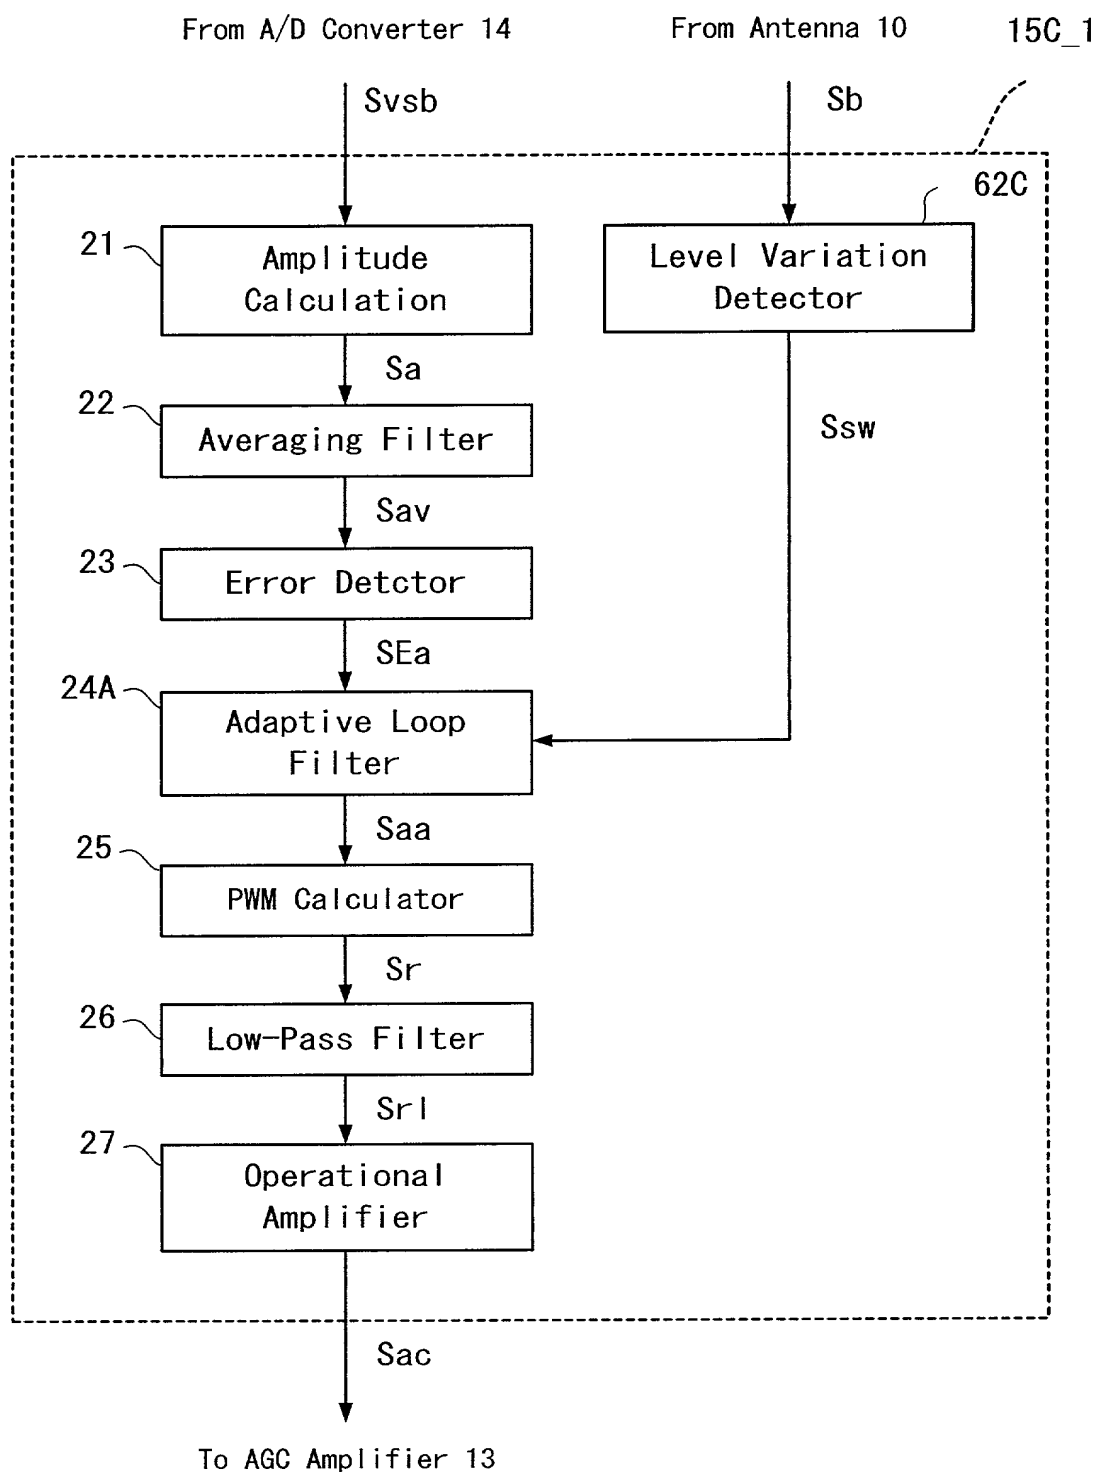 From A/D Converter 14
From Antenna 10
15C_1
Svsb
Sb
62C
21
Amplitude
Calculation
Level Variation
Detector
Sa
22
Averaging Filter
Ssw
Sav
23
Error Detctor
SEa
24A
Adaptive Loop
Filter
Saa
25
PWM Calculator
Sr
26
Low-Pass Filter
Srl
27
Operational
Amplifier
Sac
To AGC Amplifier 13